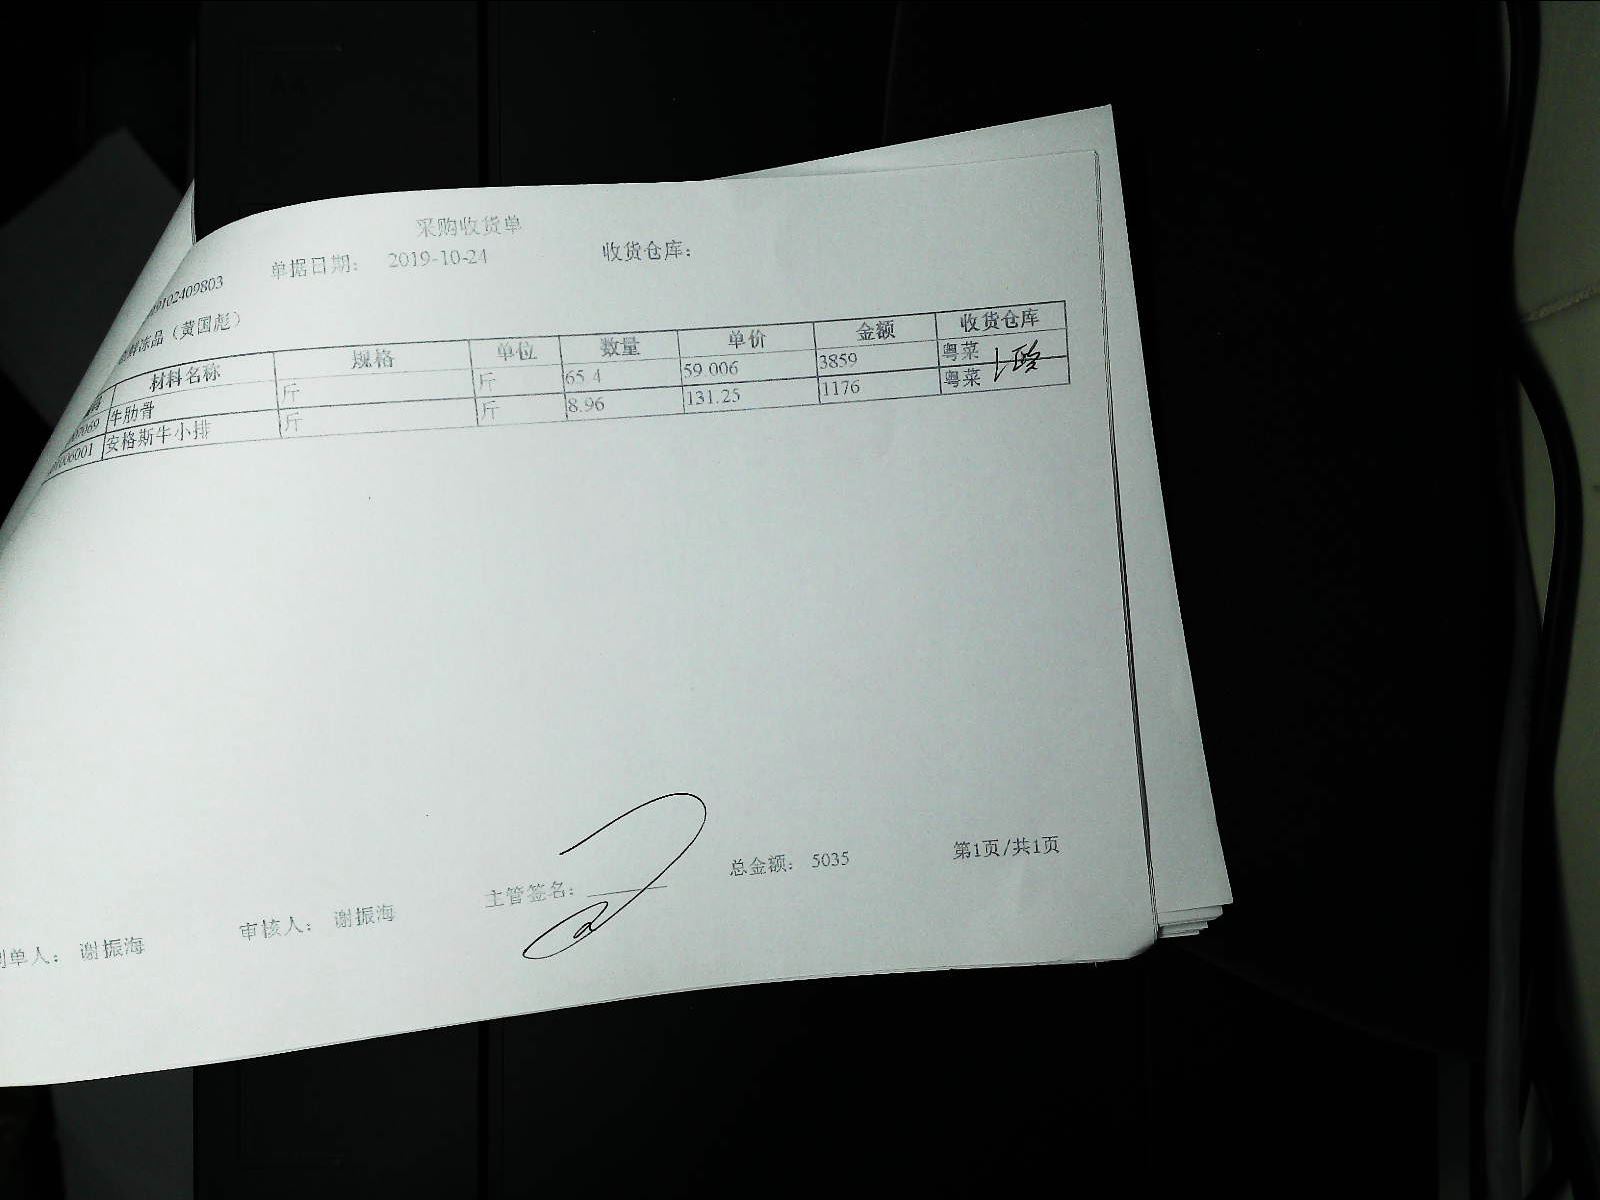 采购收货单
9102409803 单据日期： 2019-10-24 收货仓库：
冻品（黄国彪）
材料名称 规格 单位 数量 单价 金额 收货仓库
7069 牛肋骨 斤 斤 65.4 59.006 3859 粤菜
006001 安格斯牛小排 斤 斤 8.96 131.25 1176 粤菜
单人： 谢振海 审核人： 谢振海 主管签名： 总金额： 5035 第1页/共1页